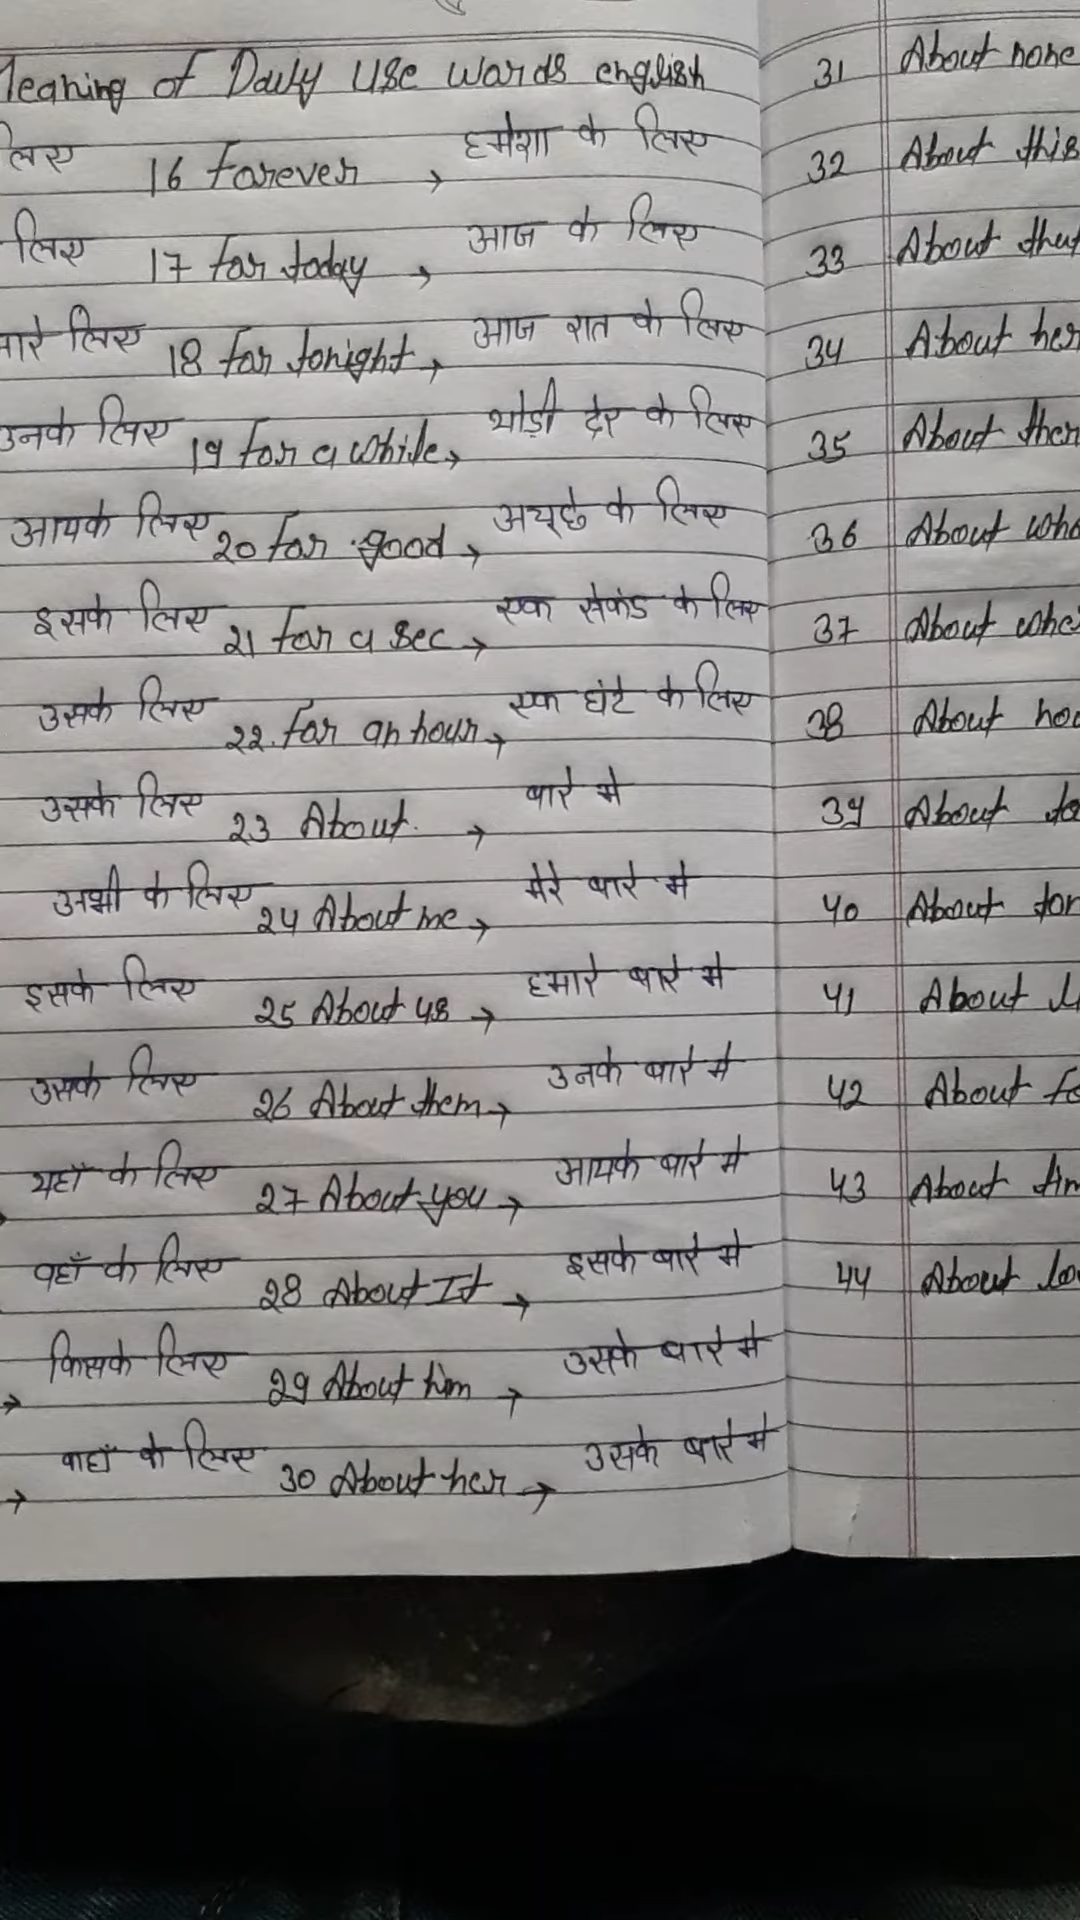 Meaning of Daily Use words english
लिए 16 Forever → हमेशा के लिए
लिए 17 For today → आज के लिए
लिए 18 For tonight → आज रात के लिए
उनके लिए 19 For a while → थोड़ी देर के लिए
आपके लिए 20 For good → अच्छे के लिए
इसके लिए 21 For a sec → एक सेकंड के लिए
उसके लिए 22. For an hour → एक घंटे के लिए
उसके लिए 23 About. → बारे मे
अभी के लिए 24 About me → मेरे बारे मे
इसके लिए 25 About us → हमारे बारे मे
उसके लिए 26 About them → उनके बारे मे
यहाँ के लिए 27 About you → आपके बारे मे
वहाँ के लिए 28 About It → इसके बारे मे
→ किसके लिए 29 About him → उसके बारे मे
→ वाहाँ के लिए 30 About her → उसके बारे मे
31 About none
32 About this
33 About that
34 About her
35 About
36 About
37 About
38 About
39 About
40 About
41 About
42 About
43 About
44 About